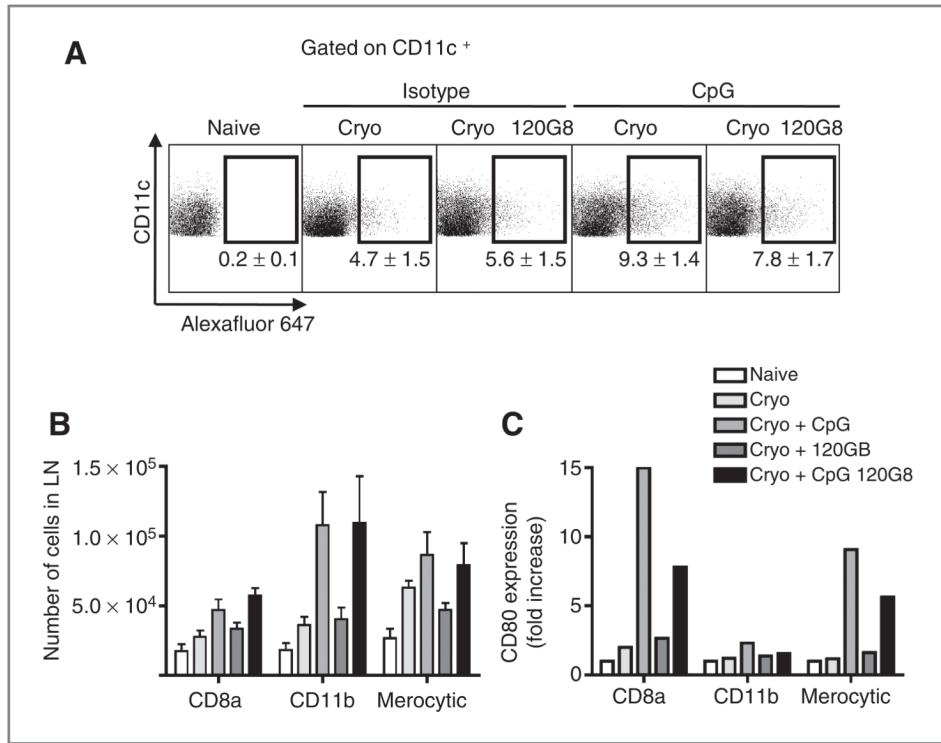 A
Gated on CD11c +
Isotype CpG
Naive Cryo Cryo 120G8 Cryo Cryo 120G8
CD11c
0.2 ± 0.1 4.7 ± 1.5 5.6 ± 1.5 9.3 ± 1.4 7.8 ± 1.7
Alexafluor 647
Naive
Cryo
Cryo + CpG
Cryo + 120GB
Cryo + CpG 120G8
B
Number of cells in LN
1.5 × 10⁵
1.0 × 10⁵
5.0 × 10⁴
CD8a CD11b Merocytic
C
CD80 expression
(fold increase)
15
10
5
0
CD8a CD11b Merocytic